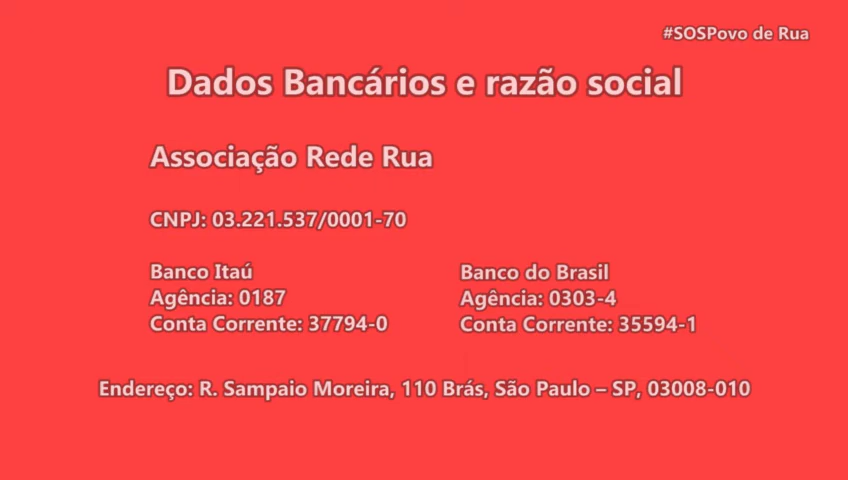 #SOSPovo de Rua
Dados Bancários e razão social
Associação Rede Rua
CNPJ: 03.221.537/0001-70
Banco Itaú
Agência: 0187
Conta Corrente: 37794-0
Banco do Brasil
Agência: 0303-4
Conta Corrente: 35594-1
Endereço: R. Sampaio Moreira, 110 Brás, São Paulo – SP, 03008-010